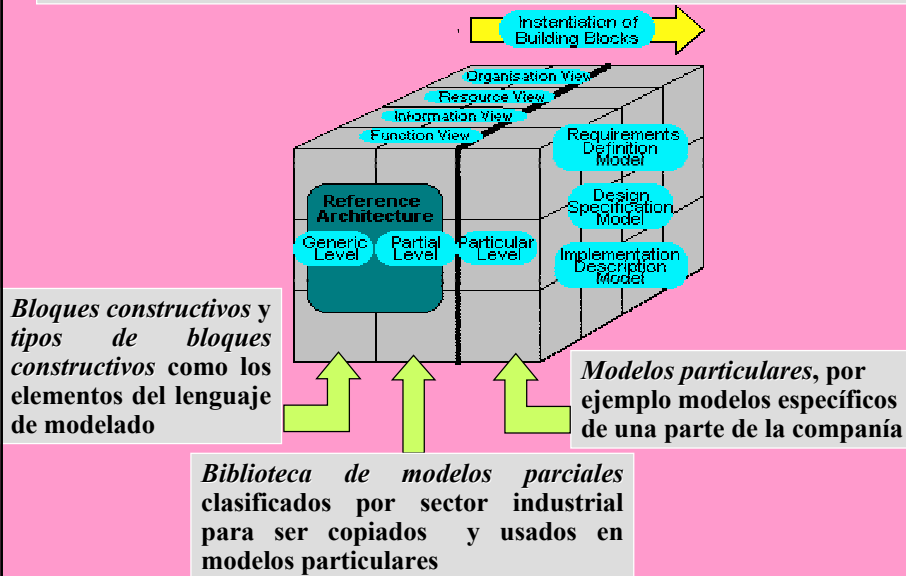 Instantiation of
Building Blocks
Organisation View
Resource View
Information View
Function View
Requirements
Definition
Model
Reference
Architecture
Design
Specification
Model
Generic
Level
Partial
Level
Particular
Level
Implementation
Description
Model
Bloques constructivos y
tipos de bloques
constructivos como los
elementos del lenguaje
de modelado
Modelos particulares, por
ejemplo modelos específicos
de una parte de la compañía
Biblioteca de modelos parciales
clasificados por sector industrial
para ser copiados y usados en
modelos particulares